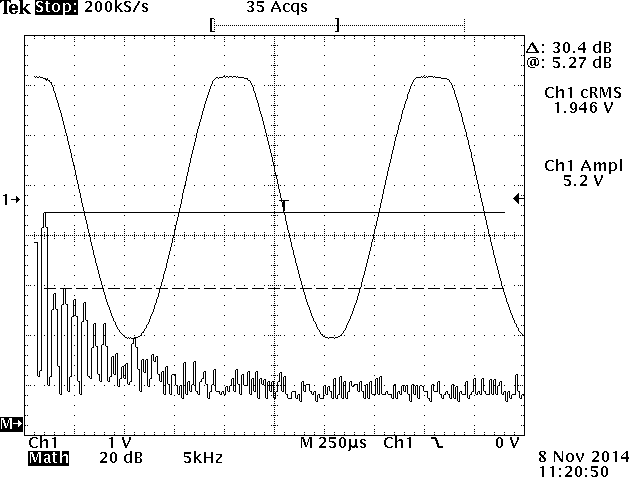 Tek Stop: 200kS/s 35 Acqs
Δ: 30.4 dB
@: 5.27 dB
Ch1 cRMS
1.946 V
Ch1 Ampl
5.2 V
1
T
M
Ch1 1 V M 250µs Ch1 0 V
Math 20 dB 5kHz
8 Nov 2014
11:20:50